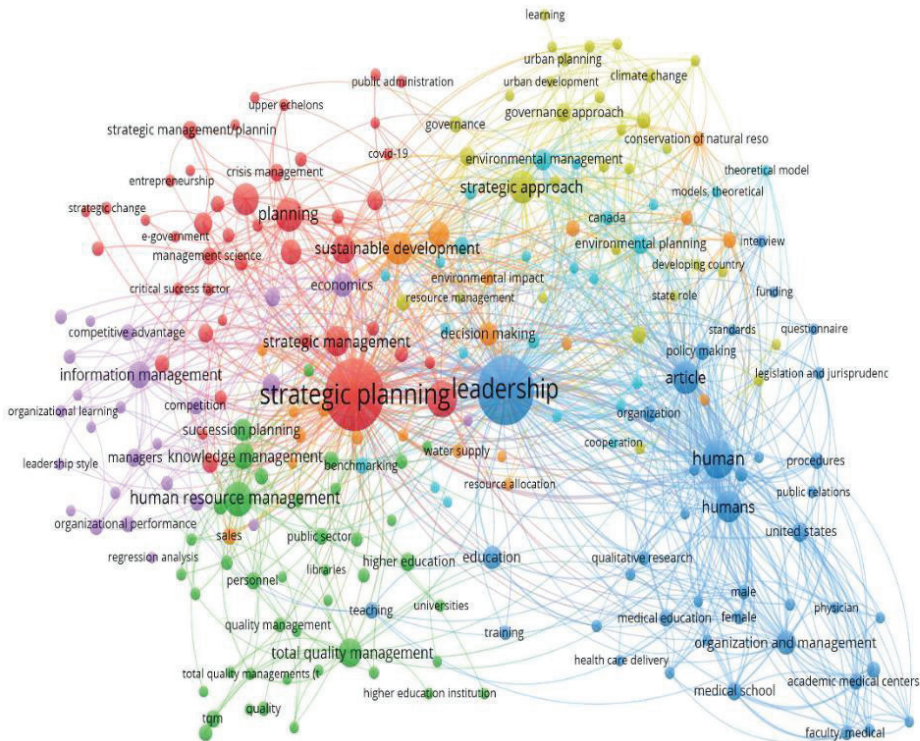 learning
urban planning
public administration
urban development
climate change
upper echelons
governance approach
strategic management/plannin
governance
conservation of natural reso
covid-19
environmental management
crisis management
theoretical model
entrepreneurship
strategic approach
models, theoretical
strategic change
planning
canada
e-government
sustainable development
environmental planning
interview
management science
developing country
environmental impact
critical success factor
economics
resource management
state role
funding
competitive advantage
strategic management
decision making
standards
questionnaire
policy making
information management
article
legislation and jurisprudenc
strategic planning
leadership
organizational learning
competition
organization
succession planning
cooperation
leadership style
managers
knowledge management
benchmarking
water supply
human
procedures
resource allocation
human resource management
public relations
humans
organizational performance
sales
public sector
united states
regression analysis
higher education
education
qualitative research
personnel
libraries
male
teaching
universities
medical education
female
physician
quality management
training
total quality management
organization and management
health care delivery
total quality managements (t
higher education institution
medical school
academic medical centers
tqm
quality
faculty, medical